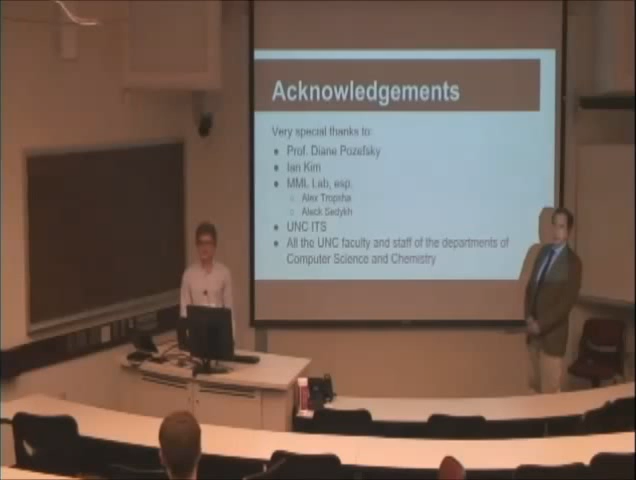 Acknowledgements
Very special thanks to:
● Prof. Diane Pozefsky
● Ian Kim
● MML Lab, esp.
○ Alex Tropsha
○ Aleck Sedykh
● UNC ITS
● All the UNC faculty and staff of the departments of
Computer Science and Chemistry